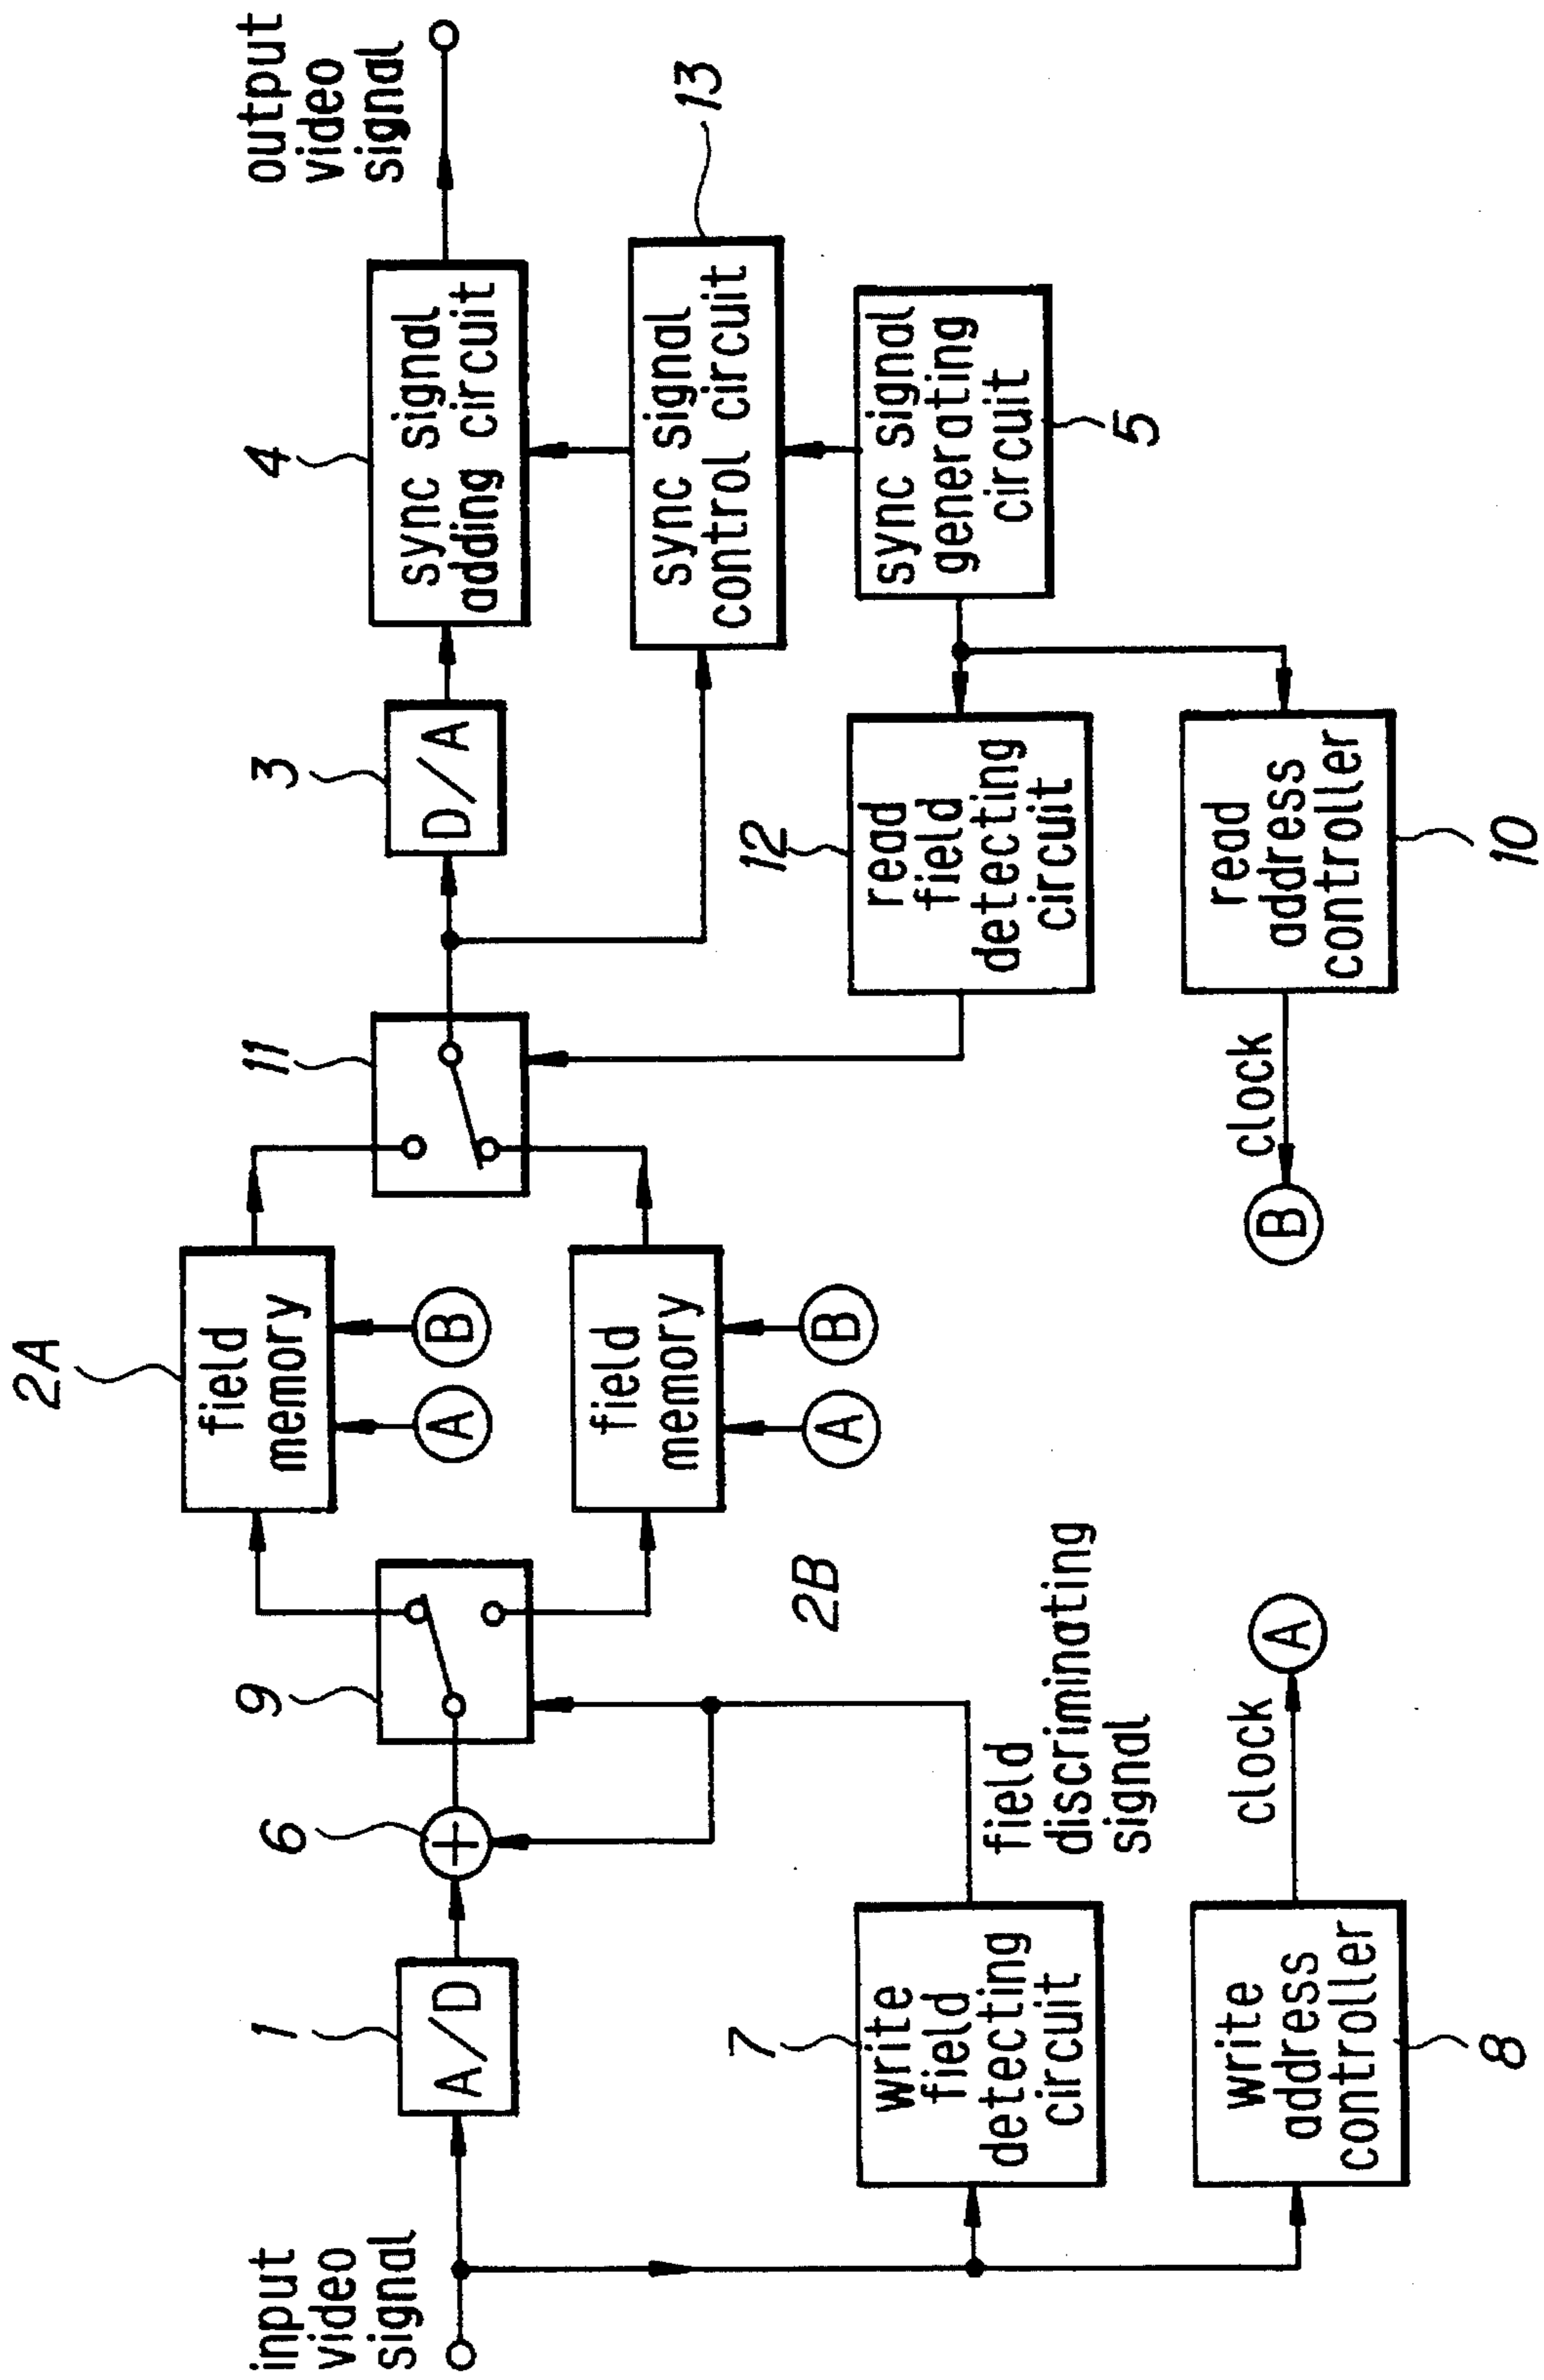 input
video
signal
1
A/D
6
9
2A
field
memory
A
B
field
memory
A
B
2B
11
3
D/A
4
sync signal
adding circuit
output
video
signal
sync signal
control circuit
13
sync signal
generating
circuit
5
7
write
field
detecting
circuit
field
discriminating
signal
write
address
controller
8
clock
A
12
read
field
detecting
circuit
read
address
controller
10
clock
B